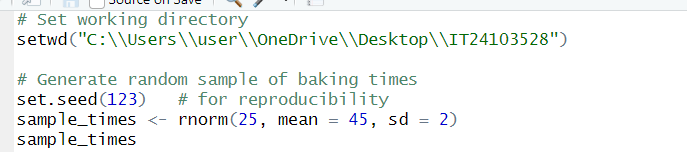 Source on Save
# Set working directory
setwd("C:\\Users\\user\\OneDrive\\Desktop\\IT24103528")
# Generate random sample of baking times
set.seed(123)   # for reproducibility
sample_times <- rnorm(25, mean = 45, sd = 2)
sample_times